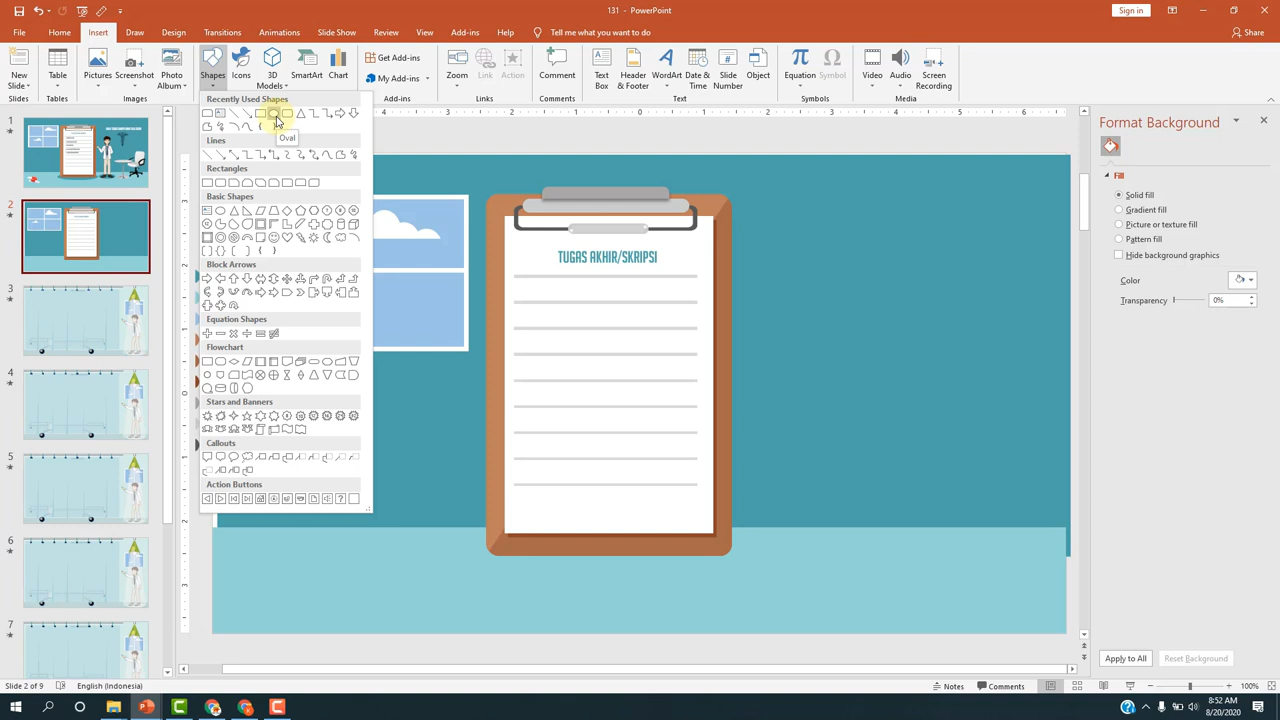 131 - PowerPoint
Sign in
File Home Insert Draw Design Transitions Animations Slide Show Review View Add-ins Help Tell me what you want to do
Share
New Slide
Table
Pictures
Screenshot
Photo Album
Shapes
Icons
3D Models
SmartArt
Chart
Get Add-ins
My Add-ins
Zoom
Link
Action
Comment
Text Box
Header & Footer
WordArt
Date & Time
Slide Number
Object
Equation
Symbol
Video
Audio
Screen Recording
Slides
Tables
Images
Add-ins
Links
Comments
Text
Symbols
Media
Recently Used Shapes
Oval
Lines
Rectangles
Basic Shapes
Block Arrows
Equation Shapes
Flowchart
Stars and Banners
Callouts
Action Buttons
1
2
3
4
5
6
7
TUGAS AKHIR/SKRIPSI
Format Background
Fill
Solid fill
Gradient fill
Picture or texture fill
Pattern fill
Hide background graphics
Color
Transparency 0%
Apply to All
Reset Background
Slide 2 of 9
English (Indonesia)
Notes
Comments
100%
8:52 AM
8/20/2020